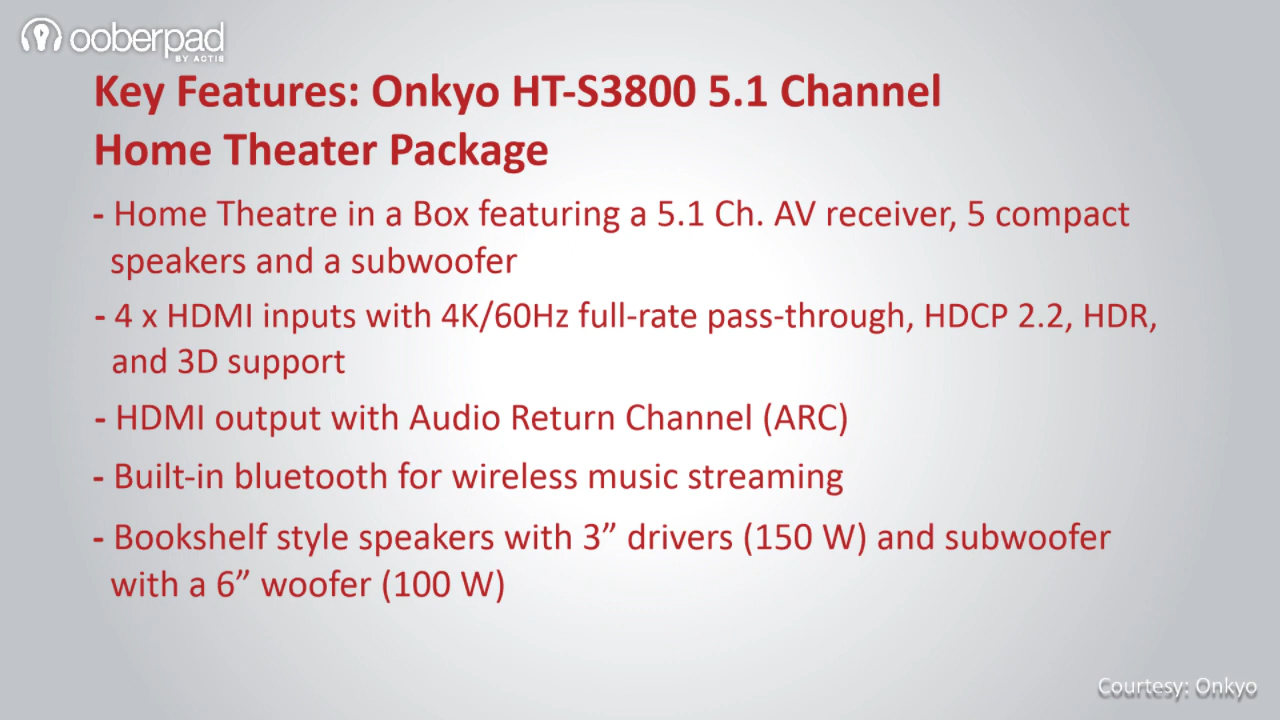 ooberpad
BY ACTIS
Key Features: Onkyo HT-S3800 5.1 Channel
Home Theater Package
- Home Theatre in a Box featuring a 5.1 Ch. AV receiver, 5 compact
speakers and a subwoofer
- 4 x HDMI inputs with 4K/60Hz full-rate pass-through, HDCP 2.2, HDR,
and 3D support
- HDMI output with Audio Return Channel (ARC)
- Built-in bluetooth for wireless music streaming
- Bookshelf style speakers with 3” drivers (150 W) and subwoofer
with a 6” woofer (100 W)
Courtesy: Onkyo